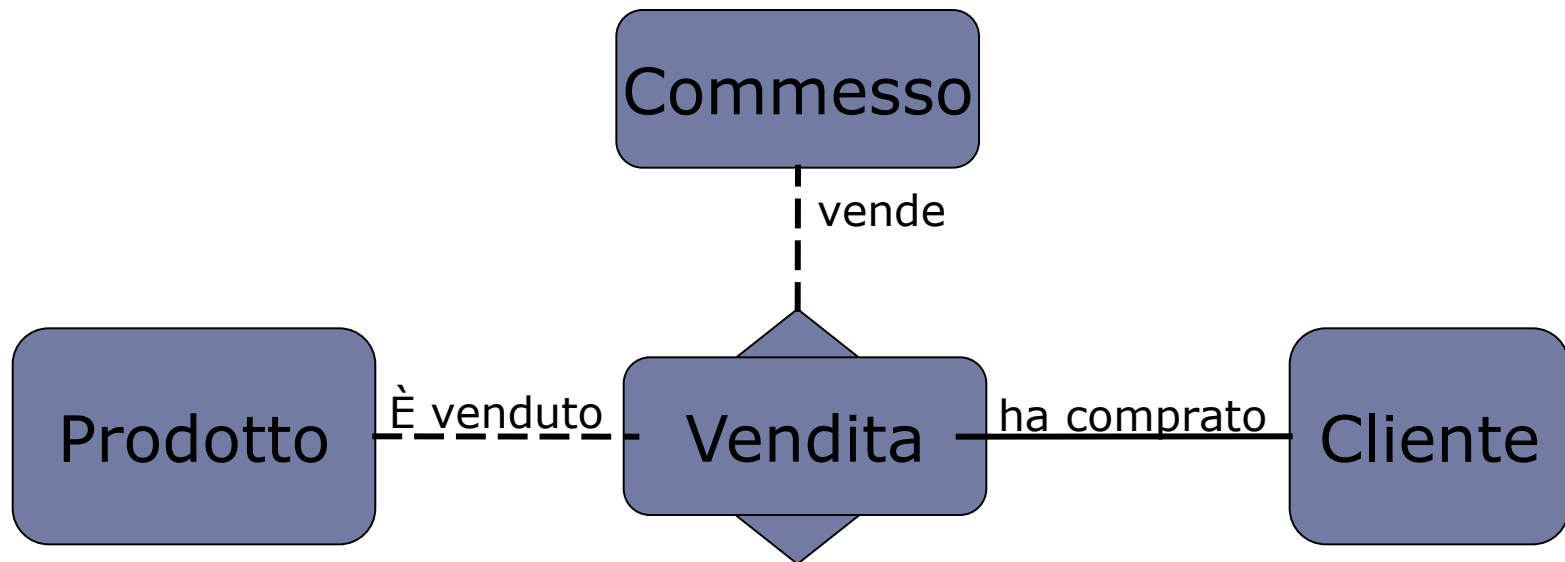 Commesso
vende
Prodotto
È venduto
Vendita
ha comprato
Cliente